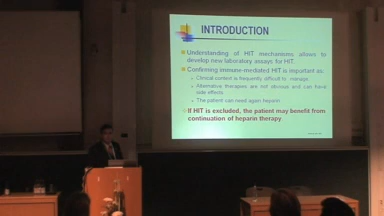 INTRODUCTION
Understanding of HIT mechanisms allows to
develop new laboratory assays for HIT.
Confirming immune-mediated HIT is important as:
Clinical context is frequently difficult to manage.
Alternative therapies are not obvious and can have
side effects
The patient can need again heparin
If HIT is excluded, the patient may benefit from
continuation of heparin therapy.